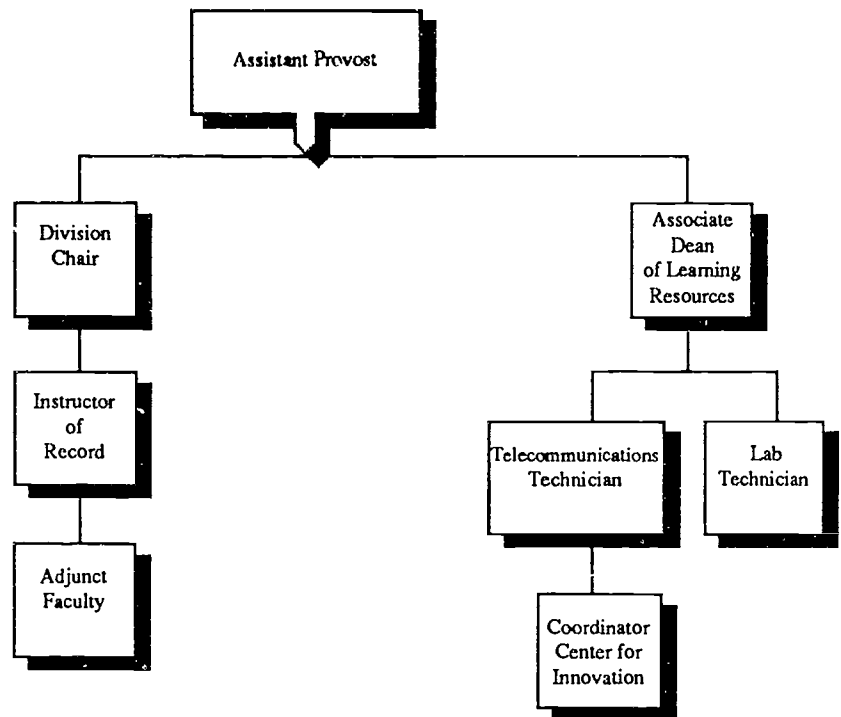 Assistant Provost
Division
Chair
Associate
Dean
of Learning
Resources
Instructor
of
Record
Telecommunications
Technician
Lab
Technician
Adjunct
Faculty
Coordinator
Center for
Innovation